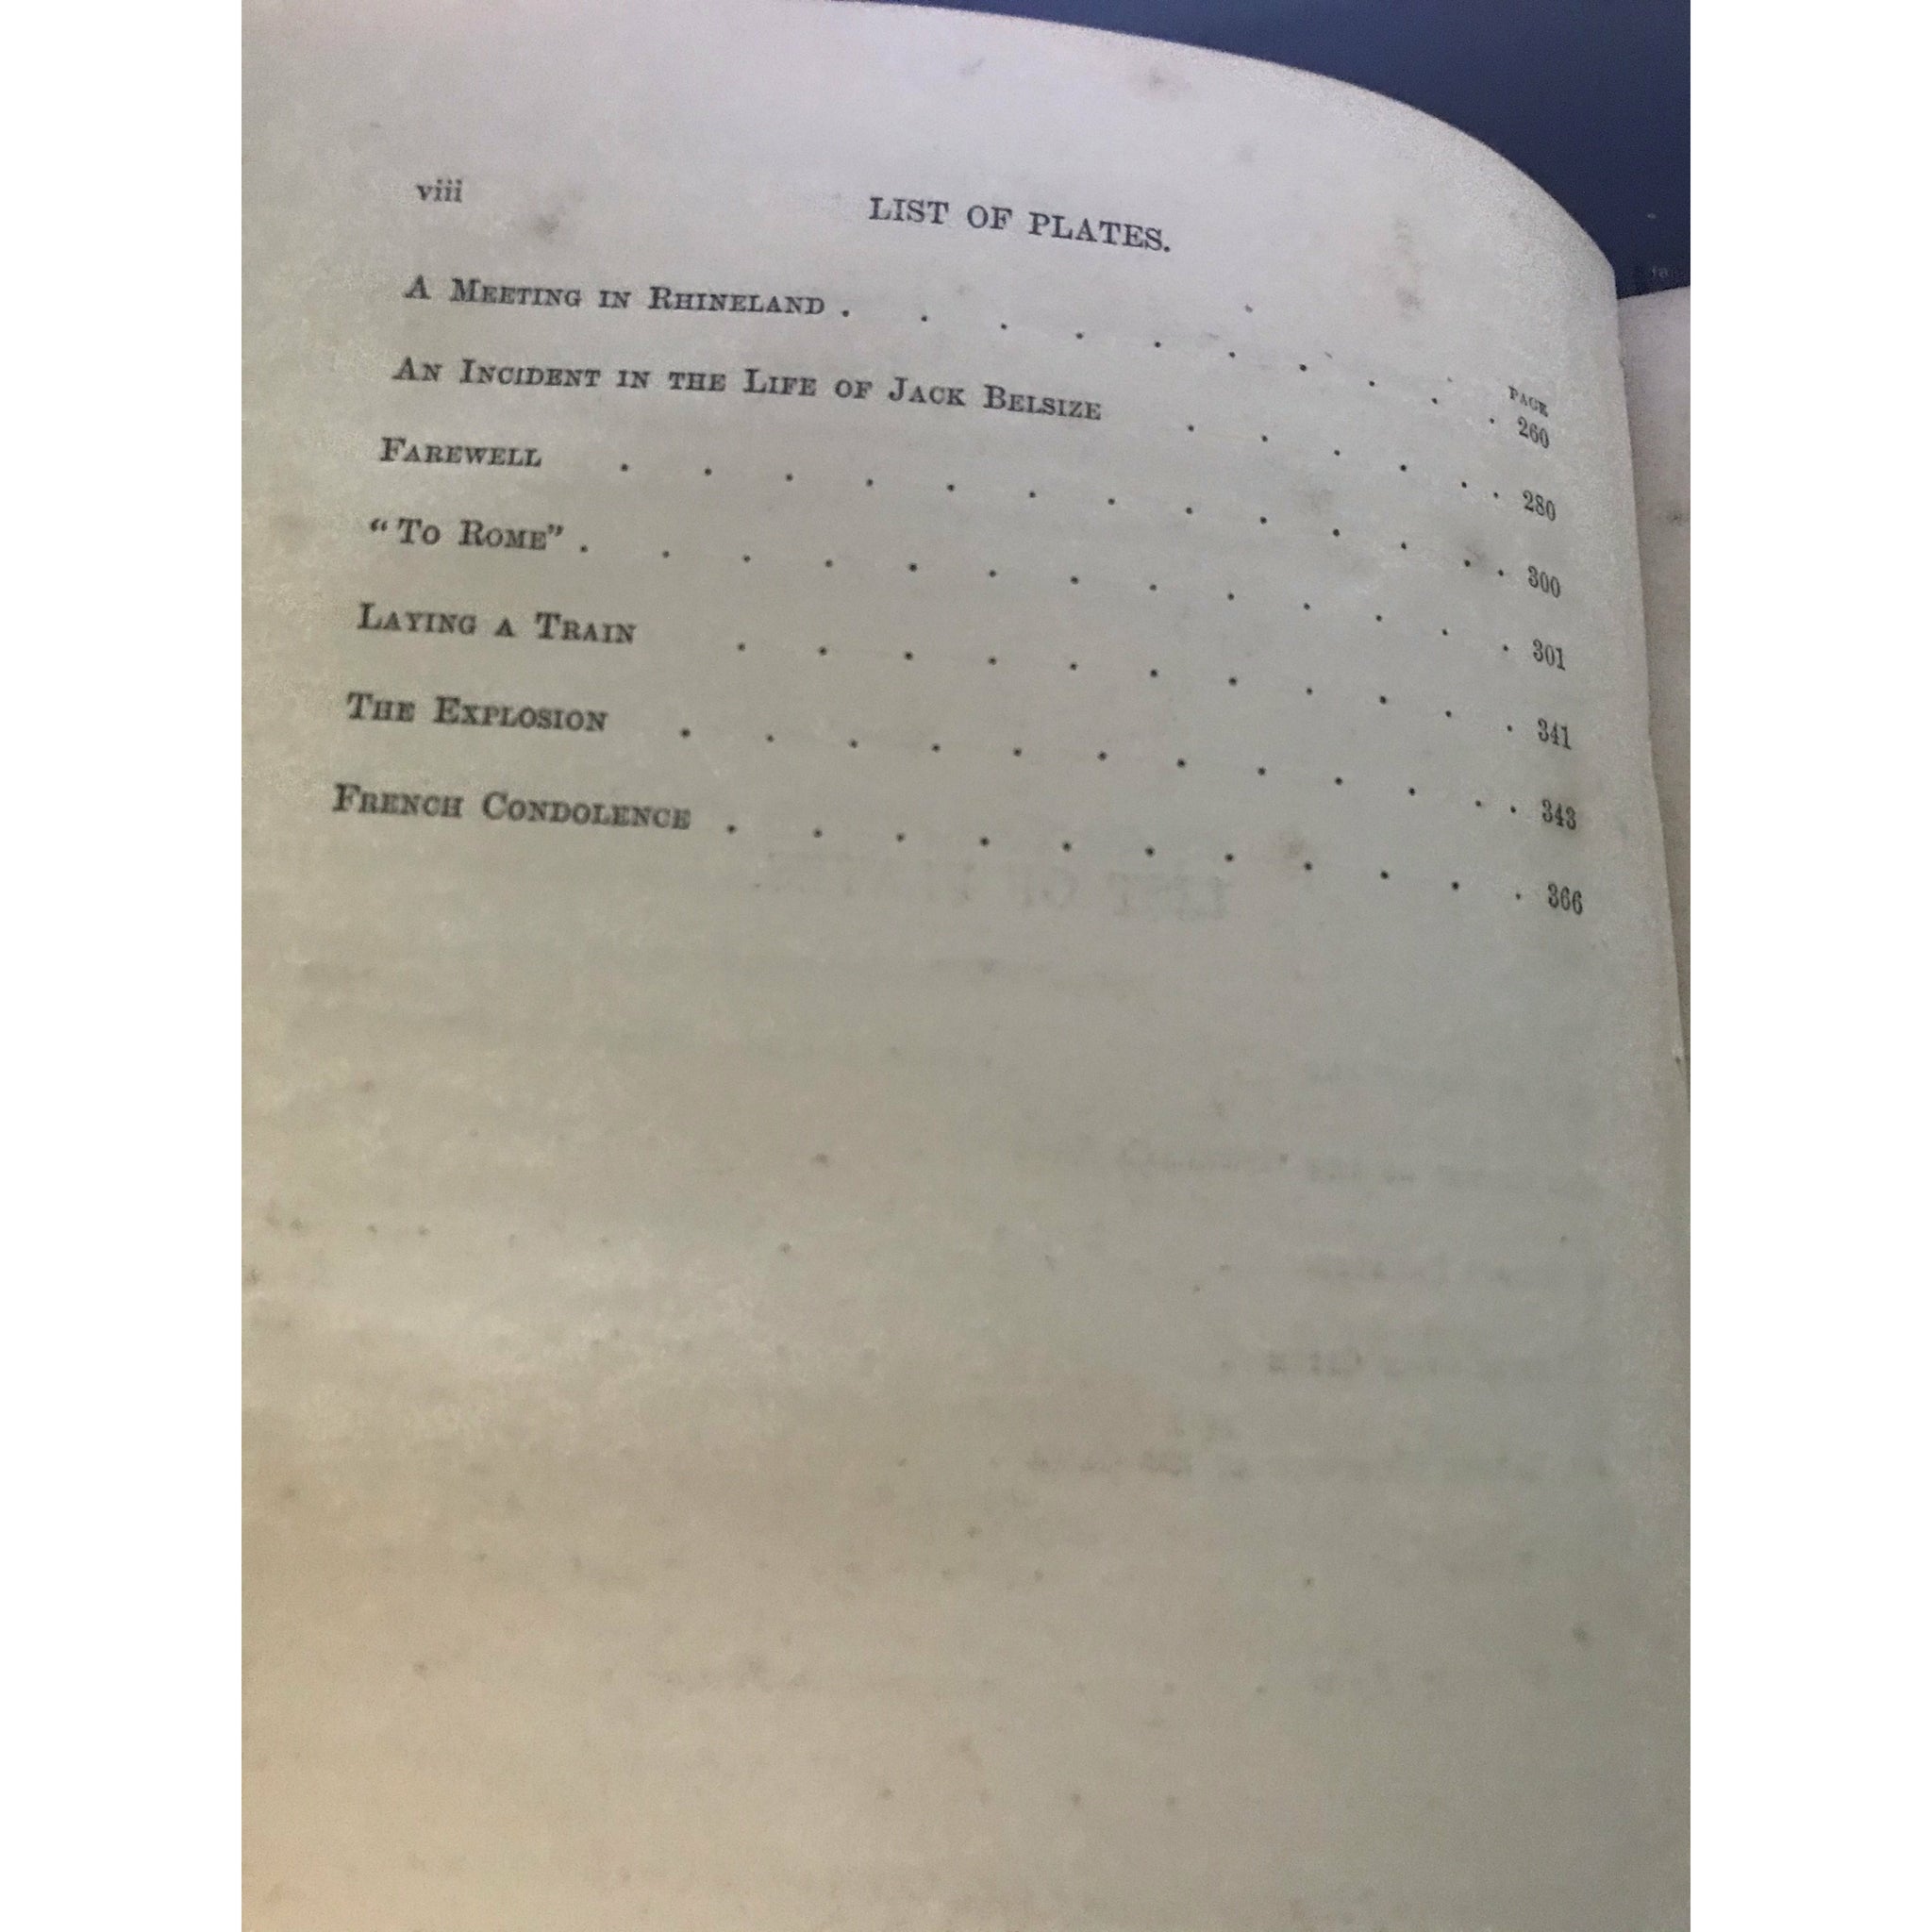 viii
LIST OF PLATES.
PAGE
A MEETING IN RHINELAND . . . . . . . . . . 260
AN INCIDENT IN THE LIFE OF JACK BELSIZE . . . . . . 280
FAREWELL . . . . . . . . . . . . . 300
“TO ROME” . . . . . . . . . . . . . 301
LAYING A TRAIN . . . . . . . . . . . 341
THE EXPLOSION . . . . . . . . . . . . 343
FRENCH CONDOLENCE . . . . . . . . . . . 366